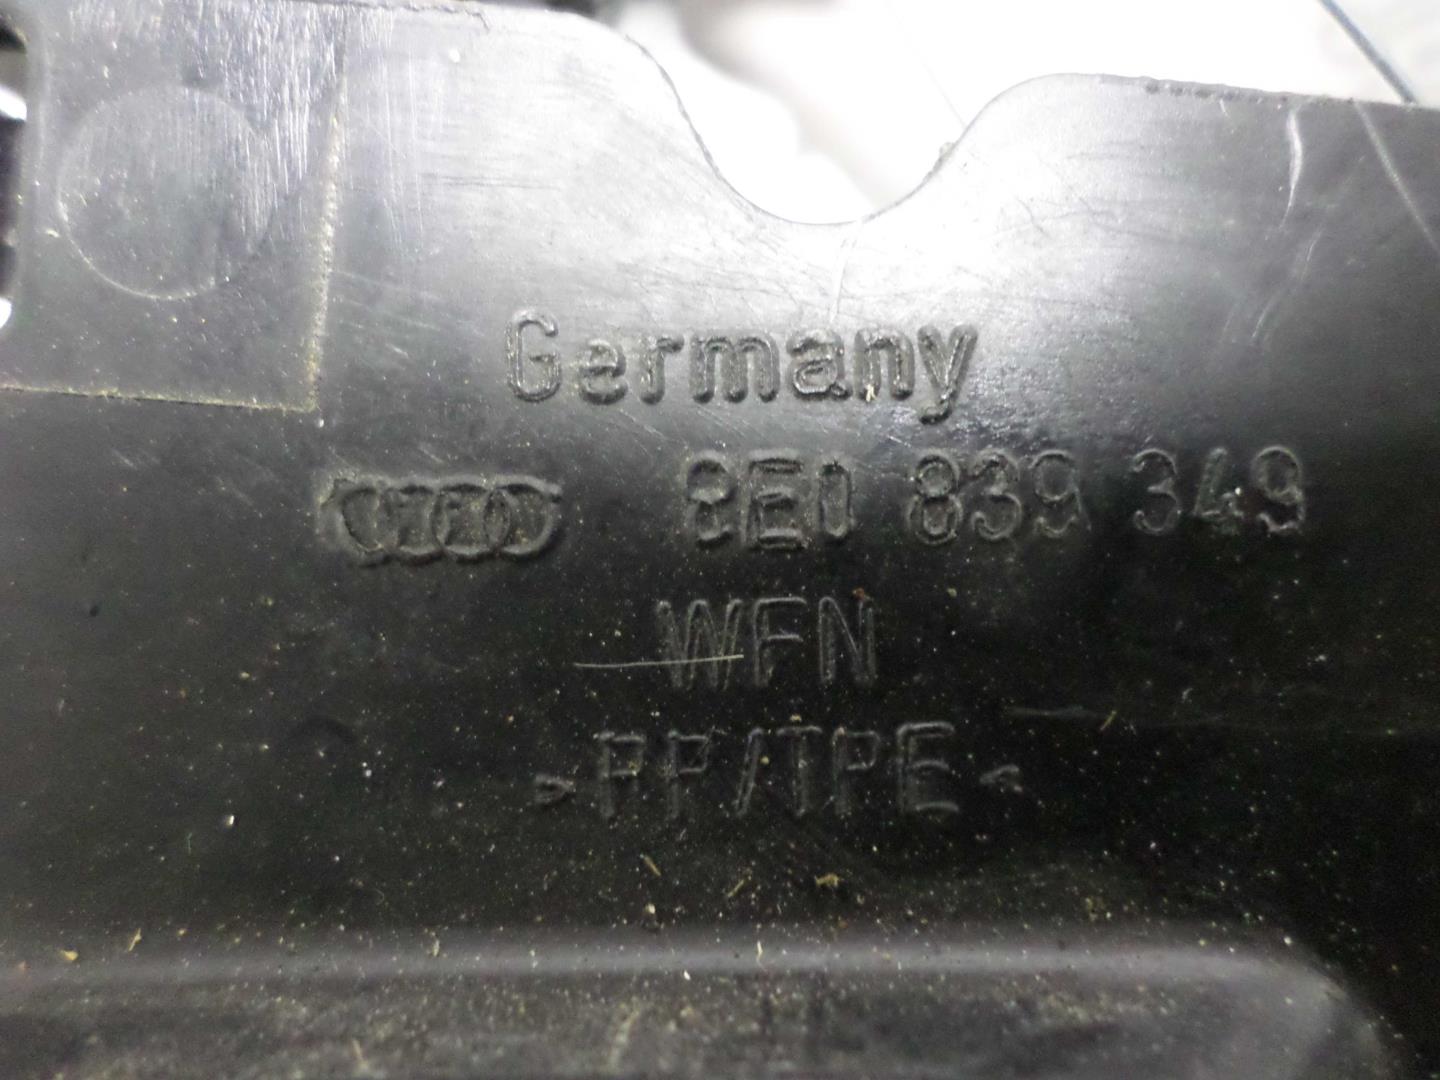 Germany
8E0 839 349
WFN
>PP/TPE<